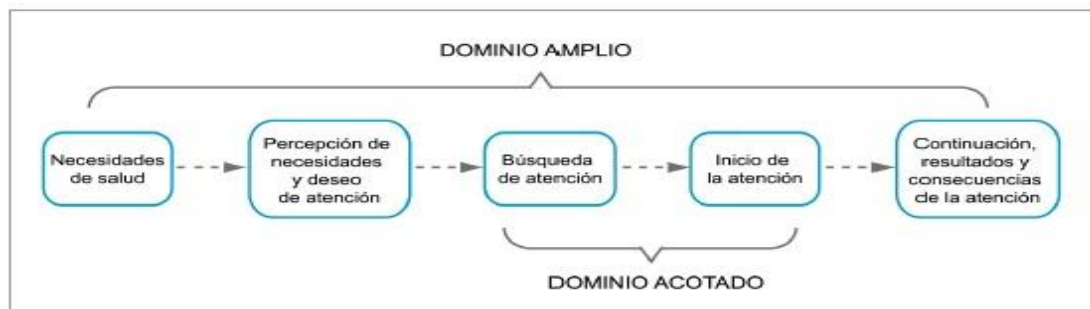 DOMINIO AMPLIO
Necesidades
de salud
Percepción de
necesidades
y deseo
de atención
Búsqueda
de atención
Inicio de
la atención
Continuación,
resultados y
consecuencias
de la atención
DOMINIO ACOTADO